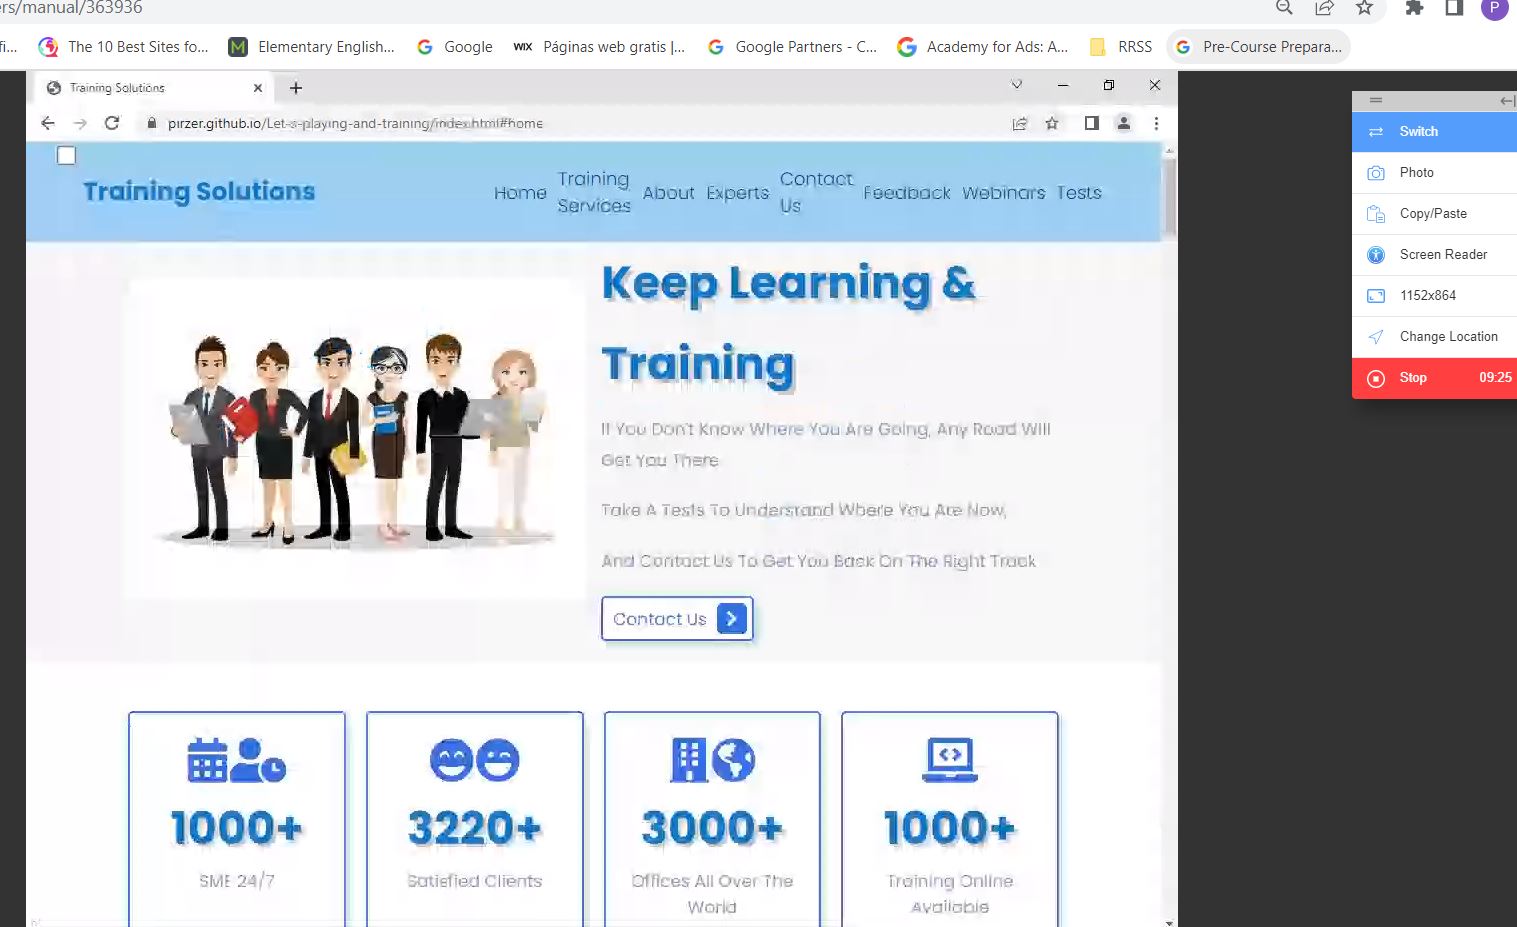 ers/manual/363936
P
fi...
The 10 Best Sites fo...
M
Elementary English...
Google
WIX
Páginas web gratis |...
Google Partners - C...
Academy for Ads: A...
RRSS
Pre-Course Prepara...
Training Solutions
pirzer.github.io/Let-s-playing-and-training/index.html#home
Training Solutions
Home
Training
Services
About
Experts
Contact
Us
Feedback
Webinars
Tests
Keep Learning &
Training
If You Don't Know Where You Are Going, Any Road Will
Get You There
Take A Tests To Understand Where You Are Now,
And Contact Us To Get You Back On The Right Track
Contact Us
1000+
SME 24/7
3220+
Satisfied Clients
3000+
Offices All Over The
World
1000+
Training Online
Available
Switch
Photo
Copy/Paste
Screen Reader
1152x864
Change Location
Stop 09:25